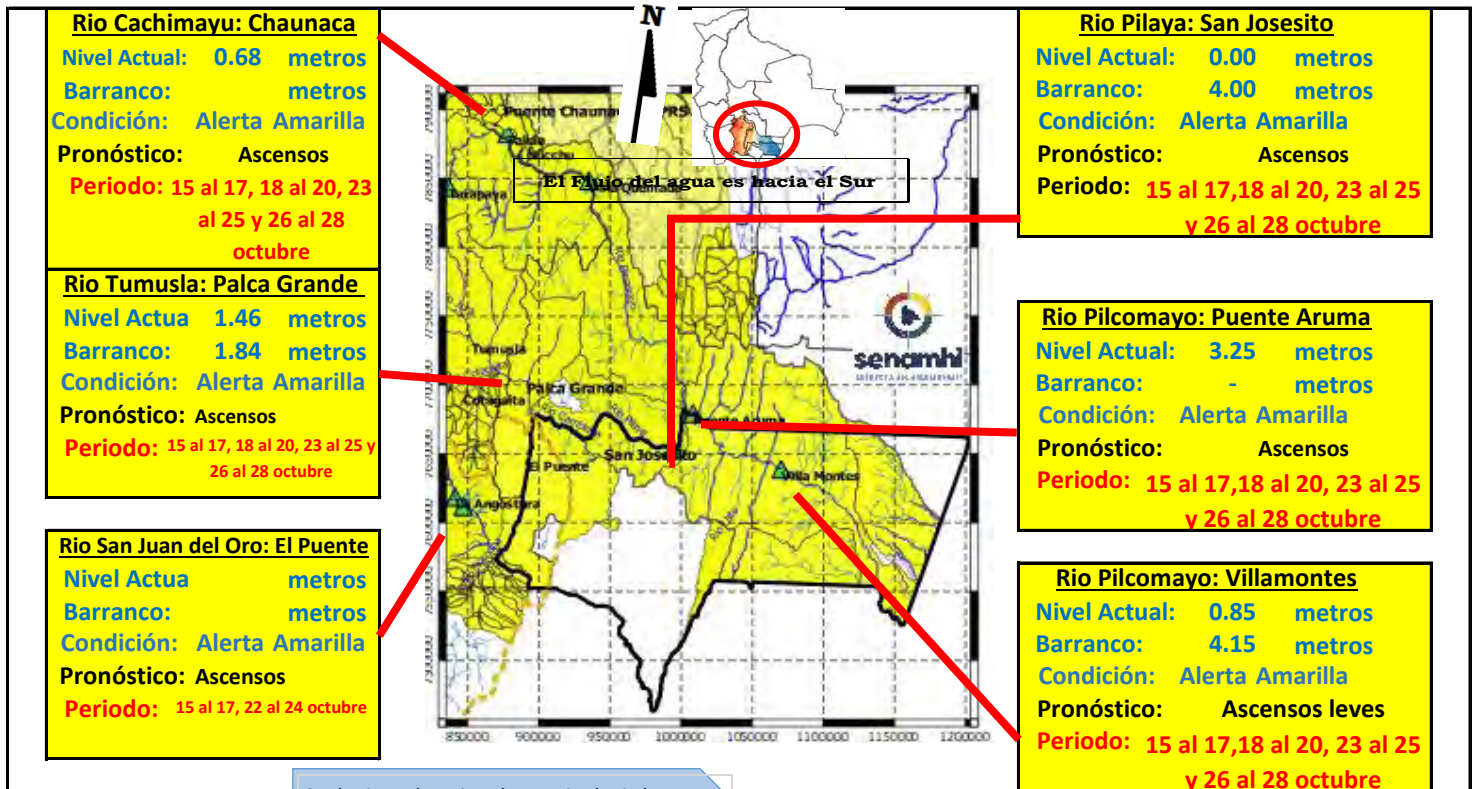 Rio Cachimayu: Chaunaca
Nivel Actual: 0.68 metros
Barranco: metros
Condición: Alerta Amarilla
Pronóstico: Ascensos
Periodo: 15 al 17, 18 al 20, 23
al 25 y 26 al 28
octubre
Rio Tumusla: Palca Grande
Nivel Actua 1.46 metros
Barranco: 1.84 metros
Condición: Alerta Amarilla
Pronóstico: Ascensos
Periodo: 15 al 17, 18 al 20, 23 al 25 y
26 al 28 octubre
Rio San Juan del Oro: El Puente
Nivel Actua metros
Barranco: metros
Condición: Alerta Amarilla
Pronóstico: Ascensos
Periodo: 15 al 17, 22 al 24 octubre
N
Puente Chaunaca
El Flujo del agua es hacia el Sur
senamhi
Tumusla
Palca Grande
Cotagaita
Puente Aruma
San Josesito
El Puente
Villa Montes
Angostura
850000 900000 950000 1000000 1050000 1100000 1150000 1200000
Rio Pilaya: San Josesito
Nivel Actual: 0.00 metros
Barranco: 4.00 metros
Condición: Alerta Amarilla
Pronóstico: Ascensos
Periodo: 15 al 17,18 al 20, 23 al 25
y 26 al 28 octubre
Rio Pilcomayo: Puente Aruma
Nivel Actual: 3.25 metros
Barranco: - metros
Condición: Alerta Amarilla
Pronóstico: Ascensos
Periodo: 15 al 17,18 al 20, 23 al 25
y 26 al 28 octubre
Rio Pilcomayo: Villamontes
Nivel Actual: 0.85 metros
Barranco: 4.15 metros
Condición: Alerta Amarilla
Pronóstico: Ascensos leves
Periodo: 15 al 17,18 al 20, 23 al 25
y 26 al 28 octubre